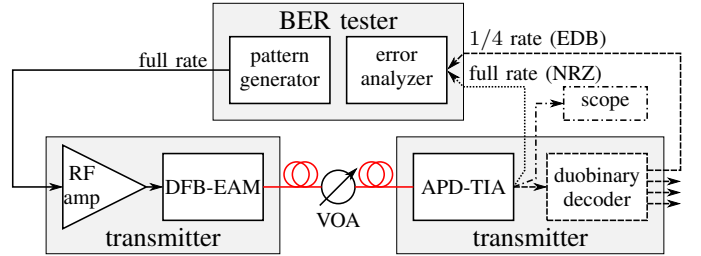 BER tester
pattern
generator
error
analyzer
full rate
1/4 rate (EDB)
full rate (NRZ)
scope
RF
amp
DFB-EAM
transmitter
VOA
APD-TIA
duobinary
decoder
transmitter